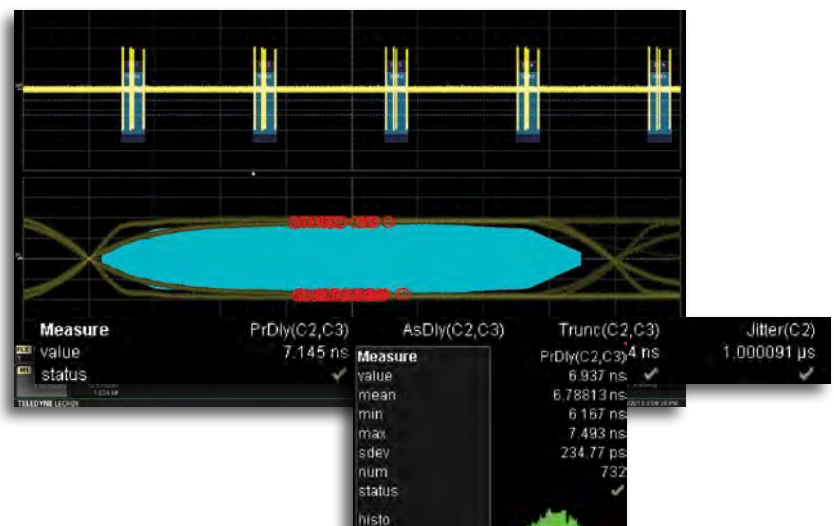 Measure PrDly(C2,C3) AsDly(C2,C3) Trunc(C2,C3) Jitter(C2)
value 7.145 ns 4 ns 1.000091 µs
status
TELEDYNE LECROY
Measure PrDly(C2,C3)
value 6.937 ns
mean 6.78813 ns
min 6.167 ns
max 7.493 ns
sdev 234.77 ps
num 732
status
histo